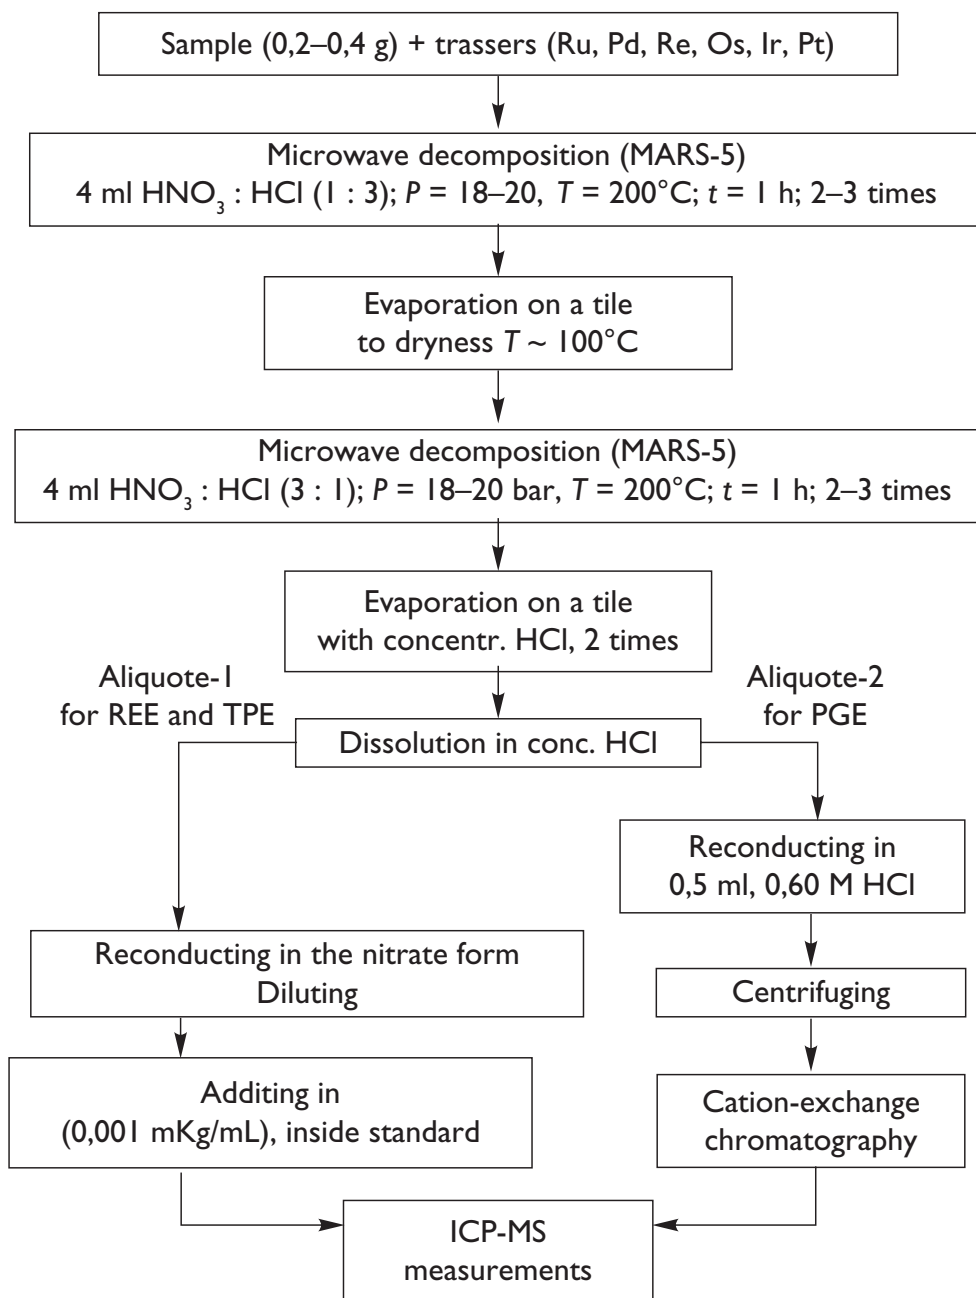 Sample (0,2–0,4 g) + trassers (Ru, Pd, Re, Os, Ir, Pt)
Microwave decomposition (MARS-5)
4 ml HNO₃ : HCl (1 : 3); P = 18–20, T = 200°C; t = 1 h; 2–3 times
Evaporation on a tile
to dryness T ~ 100°C
Microwave decomposition (MARS-5)
4 ml HNO₃ : HCl (3 : 1); P = 18–20 bar, T = 200°C; t = 1 h; 2–3 times
Evaporation on a tile
with concentr. HCl, 2 times
Aliquote-1
for REE and TPE
Aliquote-2
for PGE
Dissolution in conc. HCl
Reconducting in
0,5 ml, 0,60 M HCl
Reconducting in the nitrate form
Diluting
Centrifuging
Additing in
(0,001 mKg/mL), inside standard
Cation-exchange
chromatography
ICP-MS
measurements